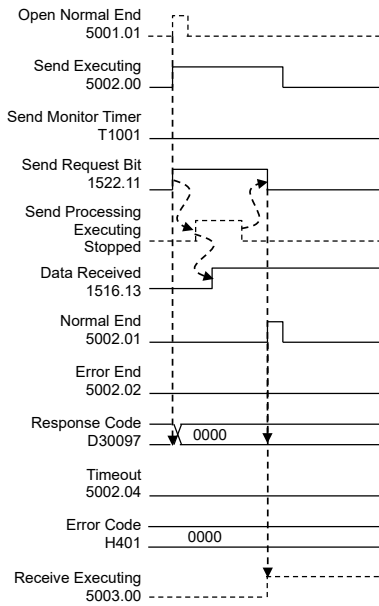 Open Normal End
5001.01
Send Executing
5002.00
Send Monitor Timer
T1001
Send Request Bit
1522.11
Send Processing
Executing
Stopped
Data Received
1516.13
Normal End
5002.01
Error End
5002.02
Response Code
D30097
0000
Timeout
5002.04
Error Code
H401
0000
Receive Executing
5003.00